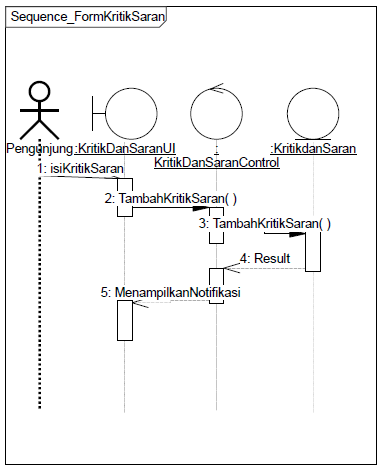 Sequence_FormKritikSaran
Pengunjung :KritikDanSaranUI : :KritikdanSaran
KritikDanSaranControl
1: isiKritikSaran
2: TambahKritikSaran( )
3: TambahKritikSaran( )
4: Result
5: MenampilkanNotifikasi